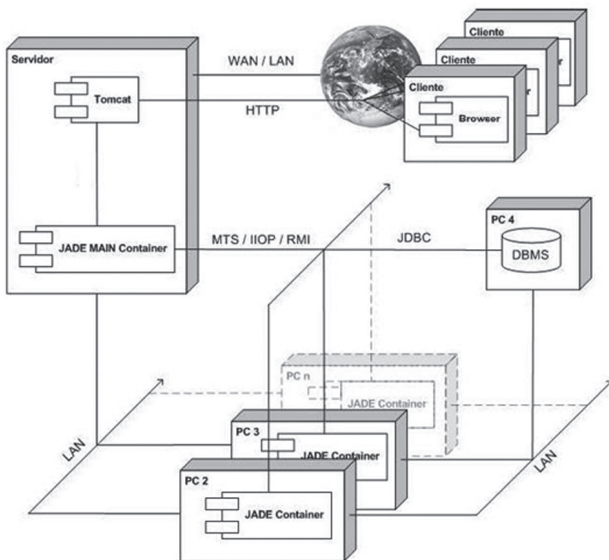 Servidor
Tomcat
WAN / LAN
HTTP
Cliente
Cliente
Cliente
Browser
JADE MAIN Container
MTS / IIOP / RMI
JDBC
PC 4
DBMS
PC n
JADE Container
LAN
PC 3
JADE Container
LAN
PC 2
JADE Container